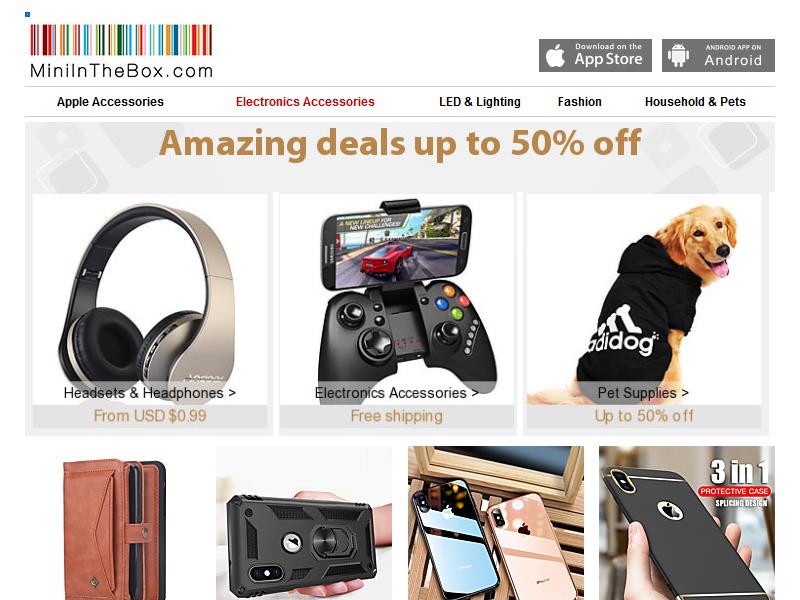 MiniInTheBox.com
Download on the
App Store
ANDROID APP ON
Android
Apple Accessories
Electronics Accessories
LED & Lighting
Fashion
Household & Pets
Amazing deals up to 50% off
A NEW LINEUP FOR
NEW CHALLENGES!
SAMSUNG
adidog
Headsets & Headphones >
Electronics Accessories >
Pet Supplies >
From USD $0.99
Free shipping
Up to 50% off
3 in 1
PROTECTIVE CASE
SPLICING DESIGN